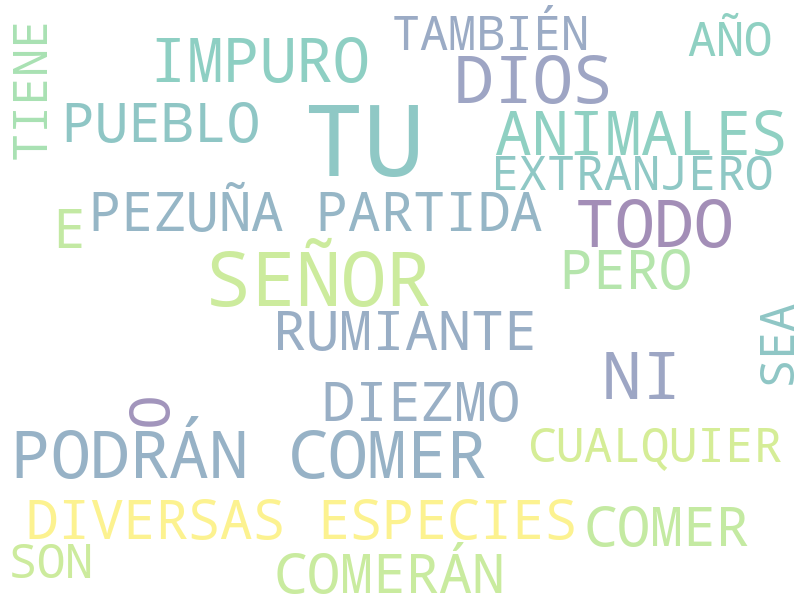 TIENE
TAMBIÉN
AÑO
IMPURO
DIOS
PUEBLO
TU
ANIMALES
EXTRANJERO
E
PEZUÑA PARTIDA
TODO
SEÑOR
PERO
RUMIANTE
SEA
NI
DIEZMO
O
PODRÁN COMER
CUALQUIER
DIVERSAS ESPECIES
COMER
SON
COMERÁN